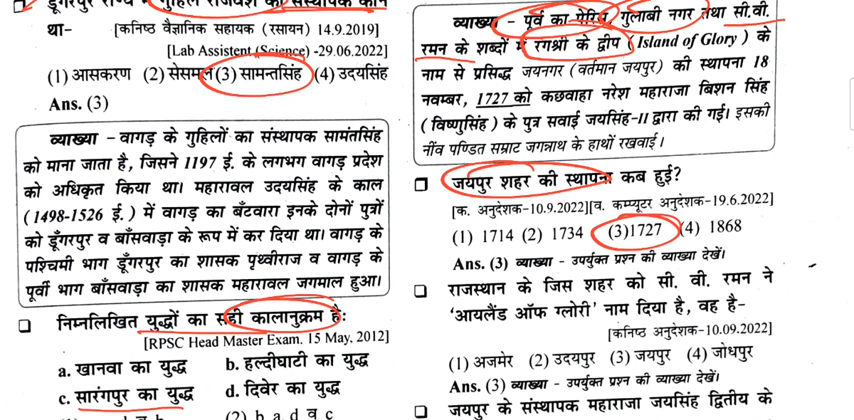 डूँगरपुर राज्य में गुहिल राजवंश का संस्थापक कौन
था- [कनिष्ठ वैज्ञानिक सहायक (रसायन) 14.9.2019]
[Lab Assistent (Science) -29.06.2022]
(1) आसकरण (2) सेसमल (3) सामन्तसिंह (4) उदयसिंह
Ans. (3)
व्याख्या - वागड़ के गुहिलों का संस्थापक सामंतसिंह
को माना जाता है, जिसने 1197 ई. के लगभग वागड़ प्रदेश
को अधिकृत किया था। महारावल उदयसिंह के काल
(1498-1526 ई.) में वागड़ का बँटवारा इनके दोनों पुत्रों
को डूँगरपुर व बाँसवाड़ा के रूप में कर दिया था। वागड़ के
पश्चिमी भाग डूँगरपुर का शासक पृथ्वीराज व वागड़ के
पूर्वी भाग बाँसवाड़ा का शासक महारावल जगमाल हुआ।
निम्नलिखित युद्धों का सही कालानुक्रम है:
[RPSC Head Master Exam. 15 May, 2012]
a. खानवा का युद्ध b. हल्दीघाटी का युद्ध
c. सारंगपुर का युद्ध d. दिवेर का युद्ध
(2) b a d व c
व्याख्या - पूर्व का पेरिस, गुलाबी नगर तथा सी.वी.
रमन के शब्दों में रंगश्री के द्वीप (Island of Glory) के
नाम से प्रसिद्ध जयनगर (वर्तमान जयपुर) की स्थापना 18
नवम्बर, 1727 को कछवाहा नरेश महाराजा बिशन सिंह
(विष्णुसिंह) के पुत्र सवाई जयसिंह-II द्वारा की गई। इसकी
नींव पण्डित सम्राट जगन्नाथ के हाथों रखवाई।
जयपुर शहर की स्थापना कब हुई?
[क. अनुदेशक-10.9.2022][व. कम्प्यूटर अनुदेशक-19.6.2022]
(1) 1714 (2) 1734 (3)1727 (4) 1868
Ans. (3) व्याख्या - उपर्युक्त प्रश्न की व्याख्या देखें।
राजस्थान के जिस शहर को सी. वी. रमन ने
‘आयलैंड ऑफ ग्लोरी’ नाम दिया है, वह है-
[कनिष्ठ अनुदेशक-10.09.2022]
(1) अजमेर (2) उदयपुर (3) जयपुर (4) जोधपुर
Ans. (3) व्याख्या - उपर्युक्त प्रश्न की व्याख्या देखें।
जयपुर के संस्थापक महाराजा जयसिंह द्वितीय के